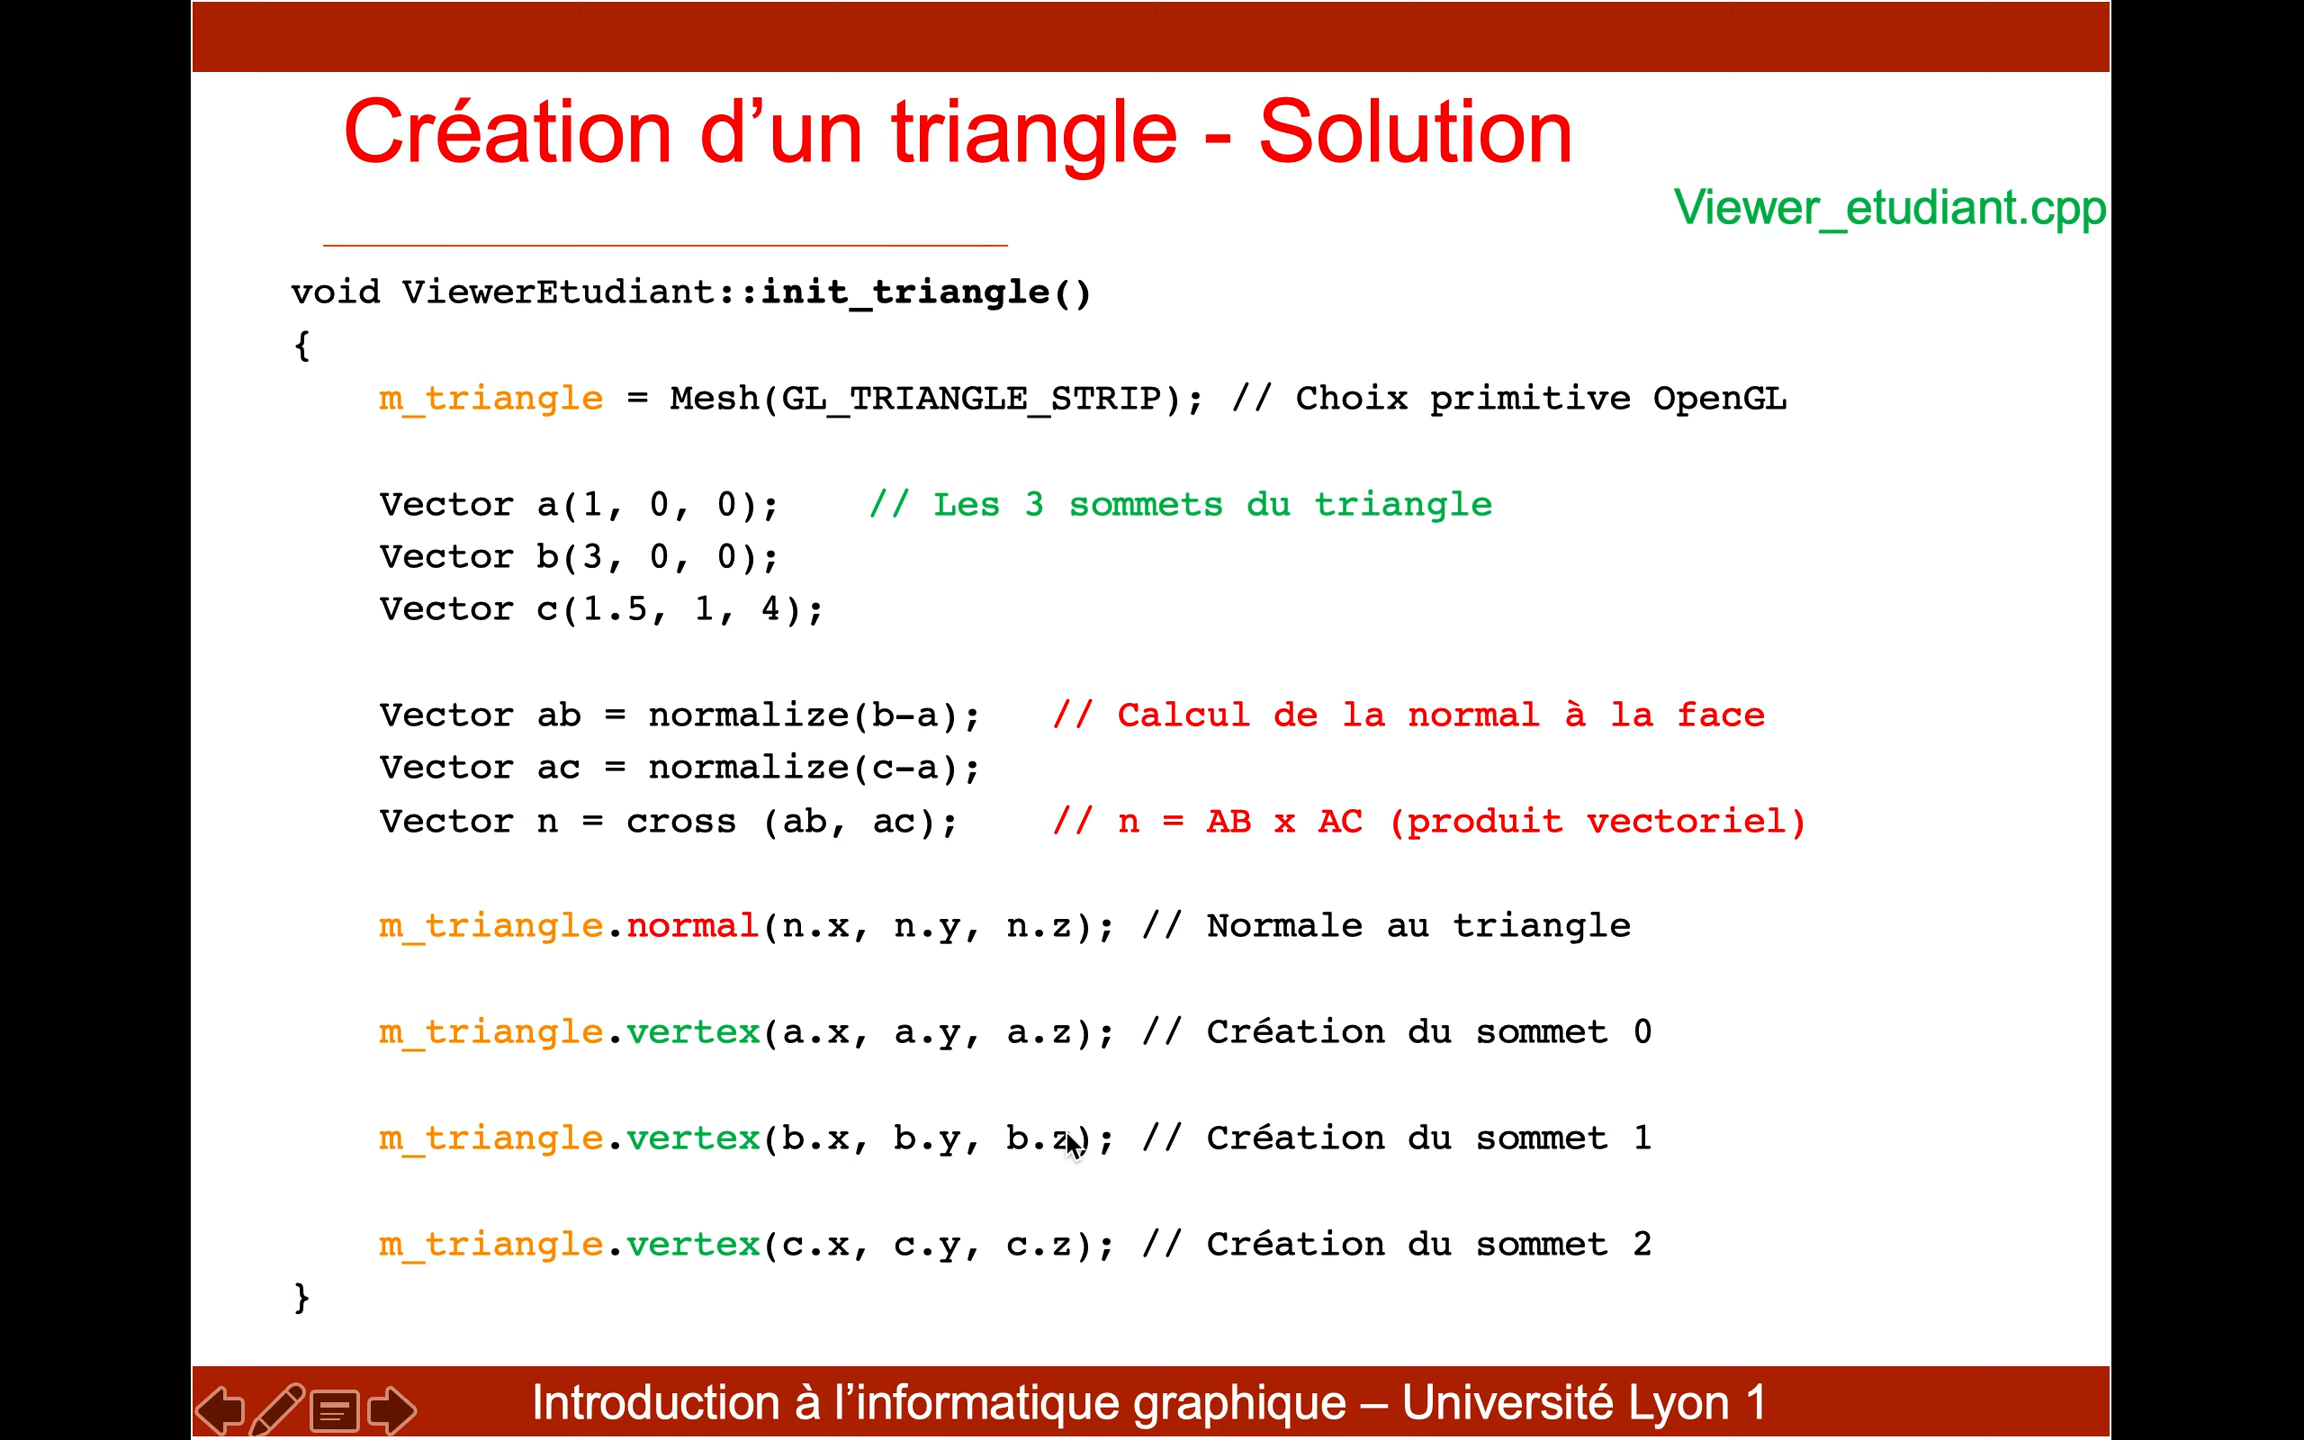 Création d’un triangle - Solution
Viewer_etudiant.cpp
void ViewerEtudiant::init_triangle()
{
m_triangle = Mesh(GL_TRIANGLE_STRIP); // Choix primitive OpenGL
Vector a(1, 0, 0); // Les 3 sommets du triangle
Vector b(3, 0, 0);
Vector c(1.5, 1, 4);
Vector ab = normalize(b-a); // Calcul de la normal à la face
Vector ac = normalize(c-a);
Vector n = cross (ab, ac); // n = AB x AC (produit vectoriel)
m_triangle.normal(n.x, n.y, n.z); // Normale au triangle
m_triangle.vertex(a.x, a.y, a.z); // Création du sommet 0
m_triangle.vertex(b.x, b.y, b.z); // Création du sommet 1
m_triangle.vertex(c.x, c.y, c.z); // Création du sommet 2
}
Introduction à l’informatique graphique – Université Lyon 1